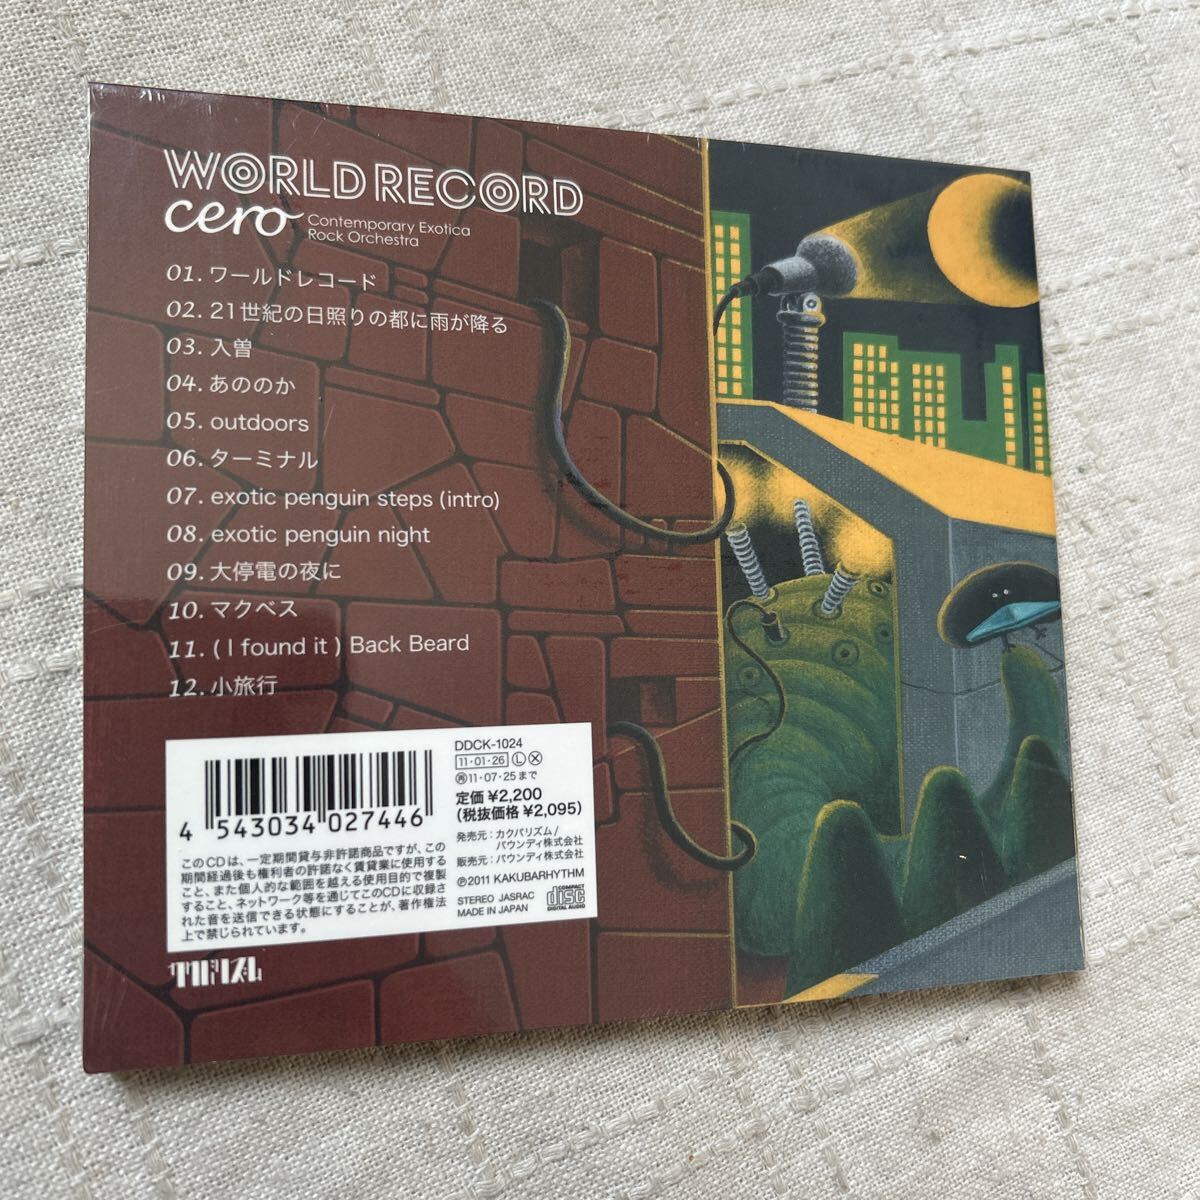 WORLD RECORD
cero Contemporary Exotica
Rock Orchestra
01. ワールドレコード
02. 21世紀の日照りの都に雨が降る
03. 入曽
04. あののか
05. outdoors
06. ターミナル
07. exotic penguin steps (intro)
08. exotic penguin night
09. 大停電の夜に
10. マクベス
11. ( I found it ) Back Beard
12. 小旅行
4 543034 027446
このCDは、一定期間貸与非許諾商品ですが、この
期間経過後も権利者の許諾なく賃貸業に使用する
こと、また個人的な範囲を越える使用目的で複製
すること、ネットワーク等を通じてこのCDに収録さ
れた音を送信できる状態にすることが、著作権法
上で禁じられています。
DDCK-1024
11・01・26 Ⓛ Ⓧ
㊢11・07・25まで
定価 ¥2,200
(税抜価格 ¥2,095)
発売元：カクバリズム/
バウンディ株式会社
販売元：バウンディ株式会社
℗2011 KAKUBARHYTHM
STEREO JASRAC
MADE IN JAPAN
COMPACT
disc
DIGITAL AUDIO
カクバリズム